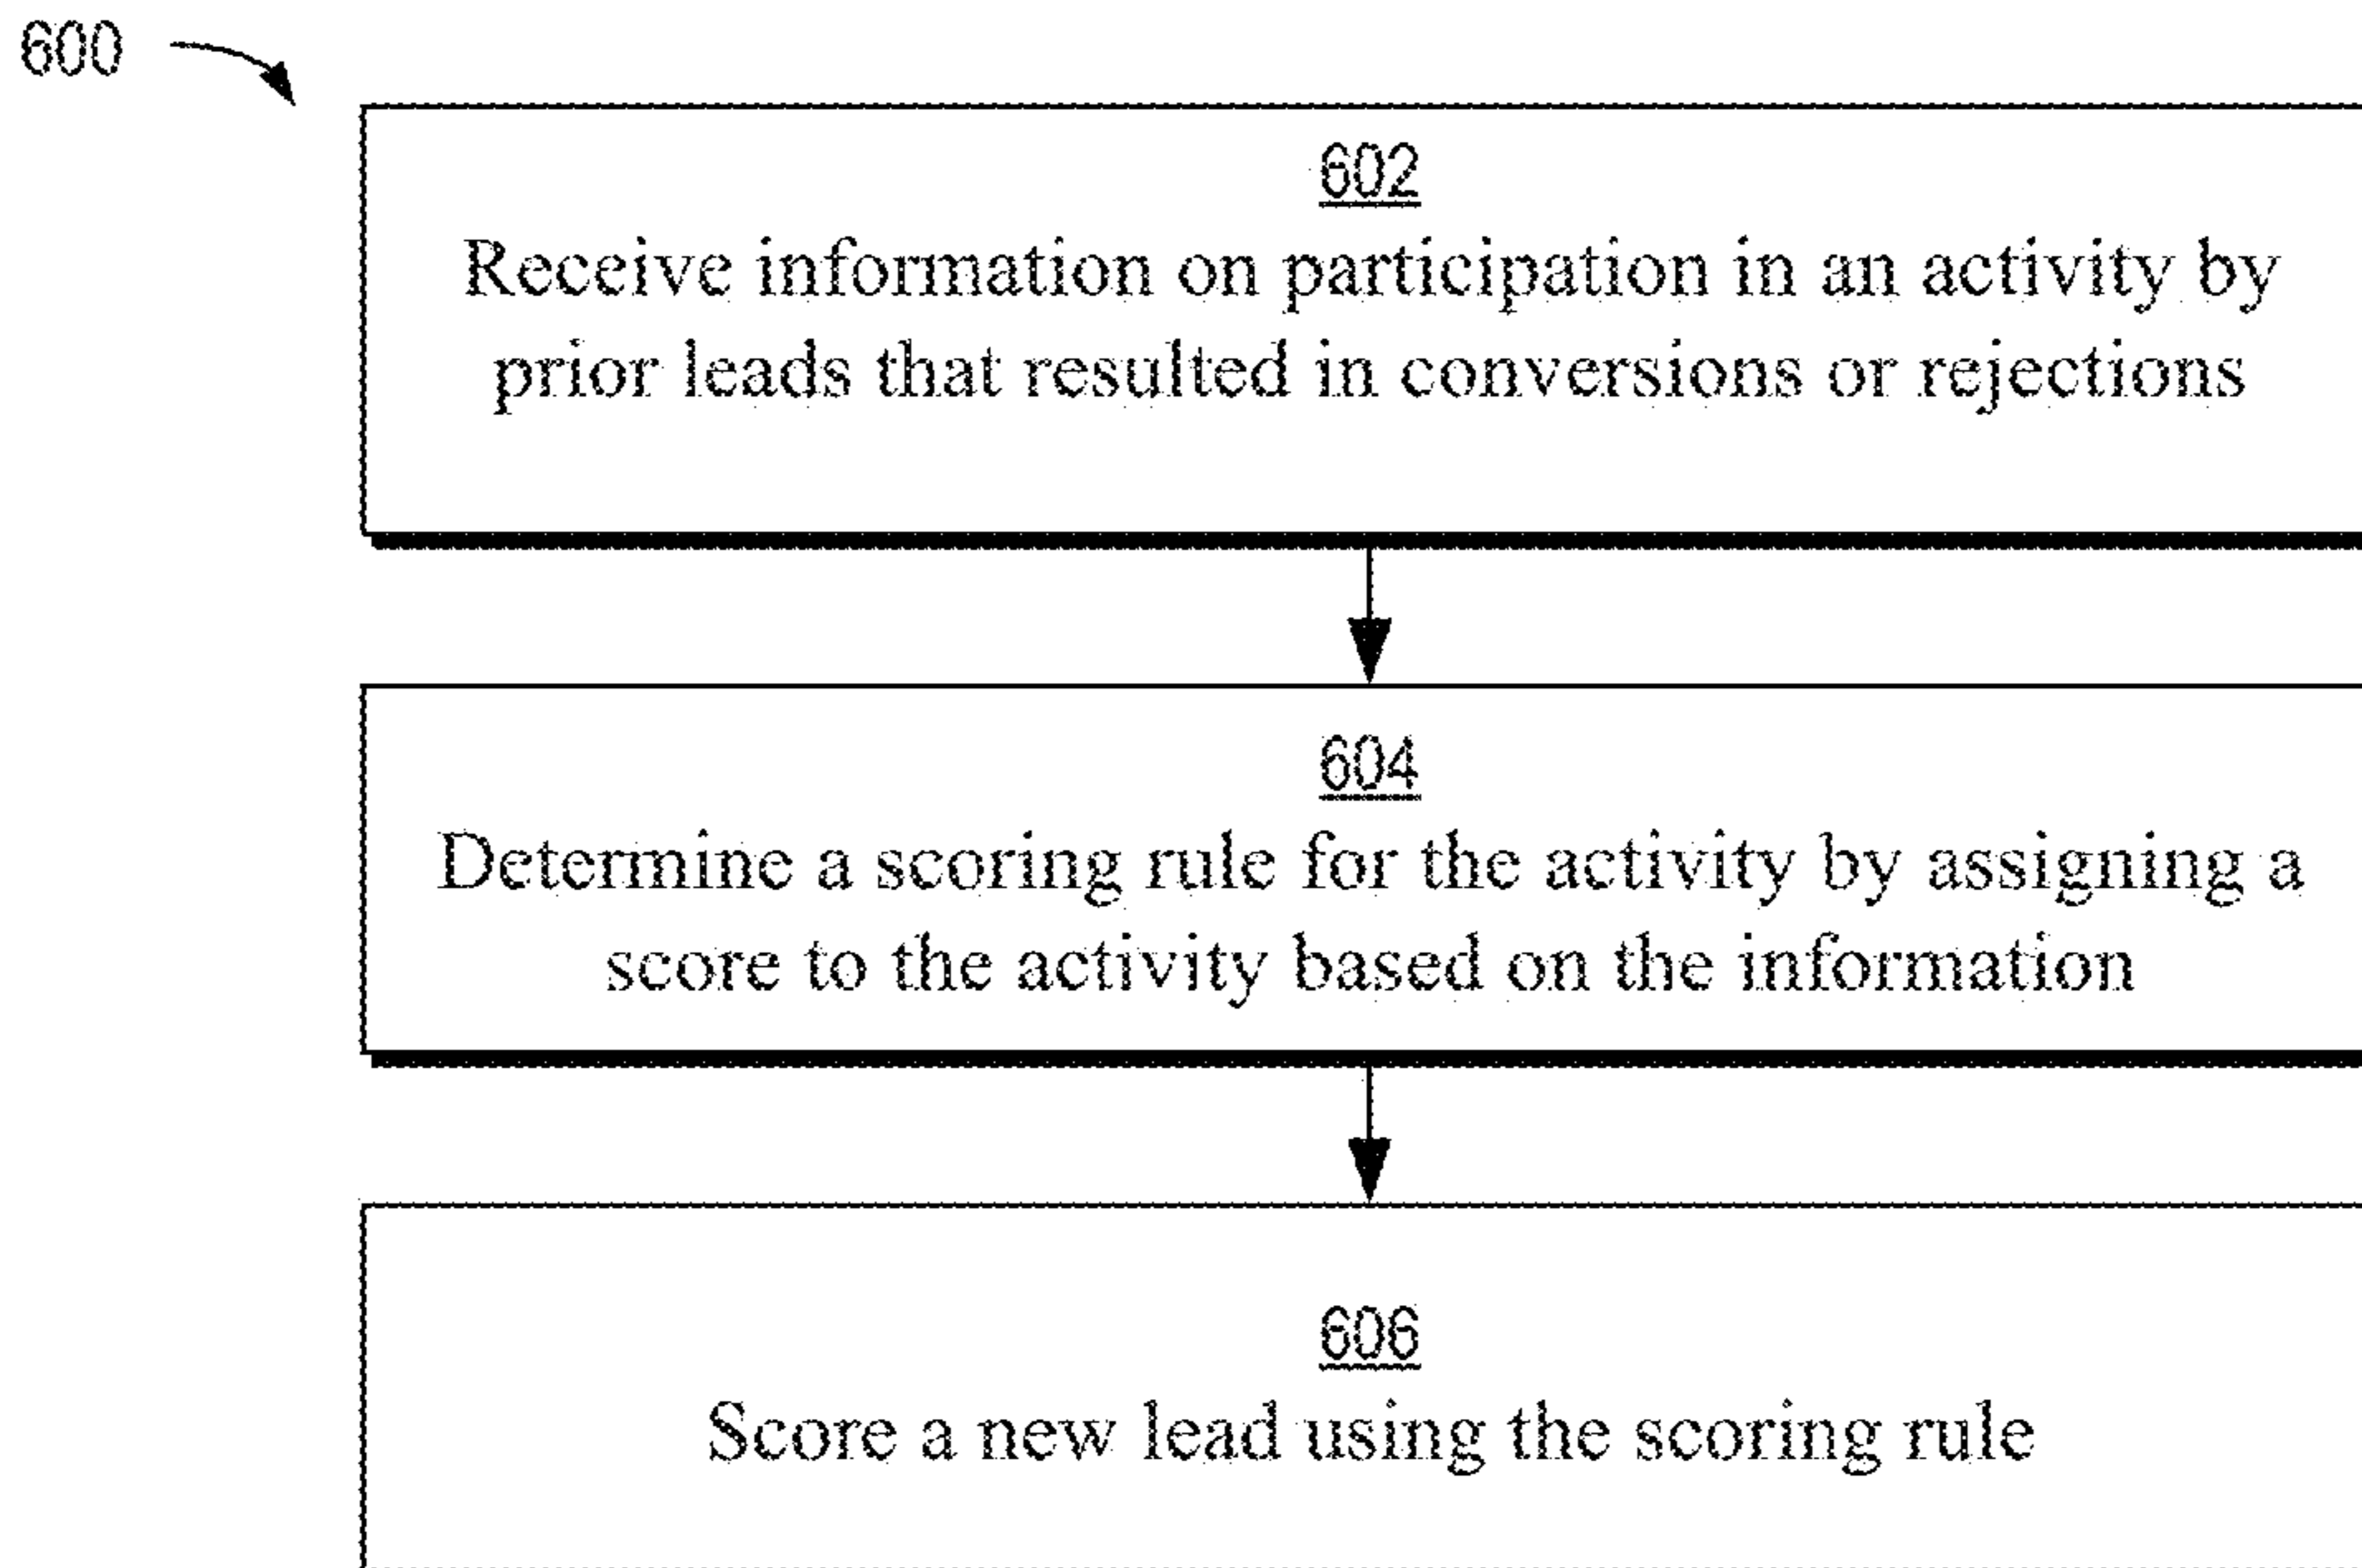 600
602
Receive information on participation in an activity by
prior leads that resulted in conversions or rejections
604
Determine a scoring rule for the activity by assigning a
score to the activity based on the information
606
Score a new lead using the scoring rule